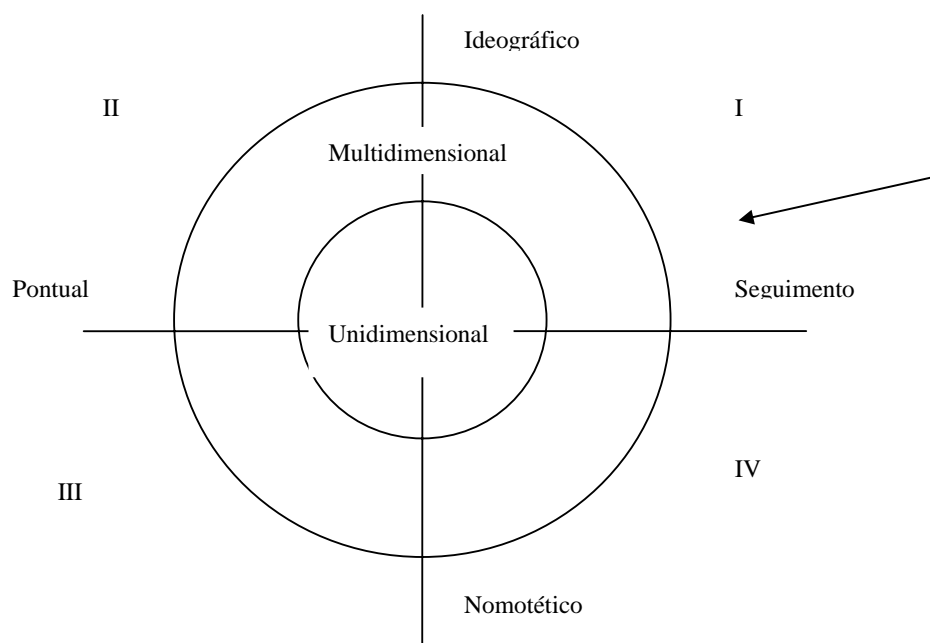 Ideográfico
II
I
Multidimensional
Pontual
Seguimento
Unidimensional
IV
III
Nomotético